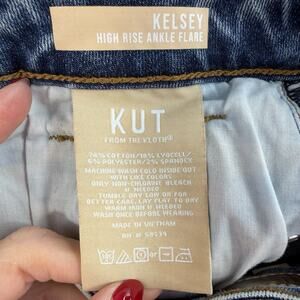 KELSEY
HIGH RISE ANKLE FLARE
KUT
FROM THE KLOTH®
74% COTTON/18% LYOCELL/
6% POLYESTER/2% SPANDEX
MACHINE WASH COLD INSIDE OUT
WITH LIKE COLORS
ONLY NON-CHLORINE BLEACH
IF NEEDED
TUMBLE DRY LOW OR FOR
BETTER CARE, LAY FLAT TO DRY
WARM IRON IF NEEDED
WASH ONCE BEFORE WEARING
MADE IN VIETNAM
RN #